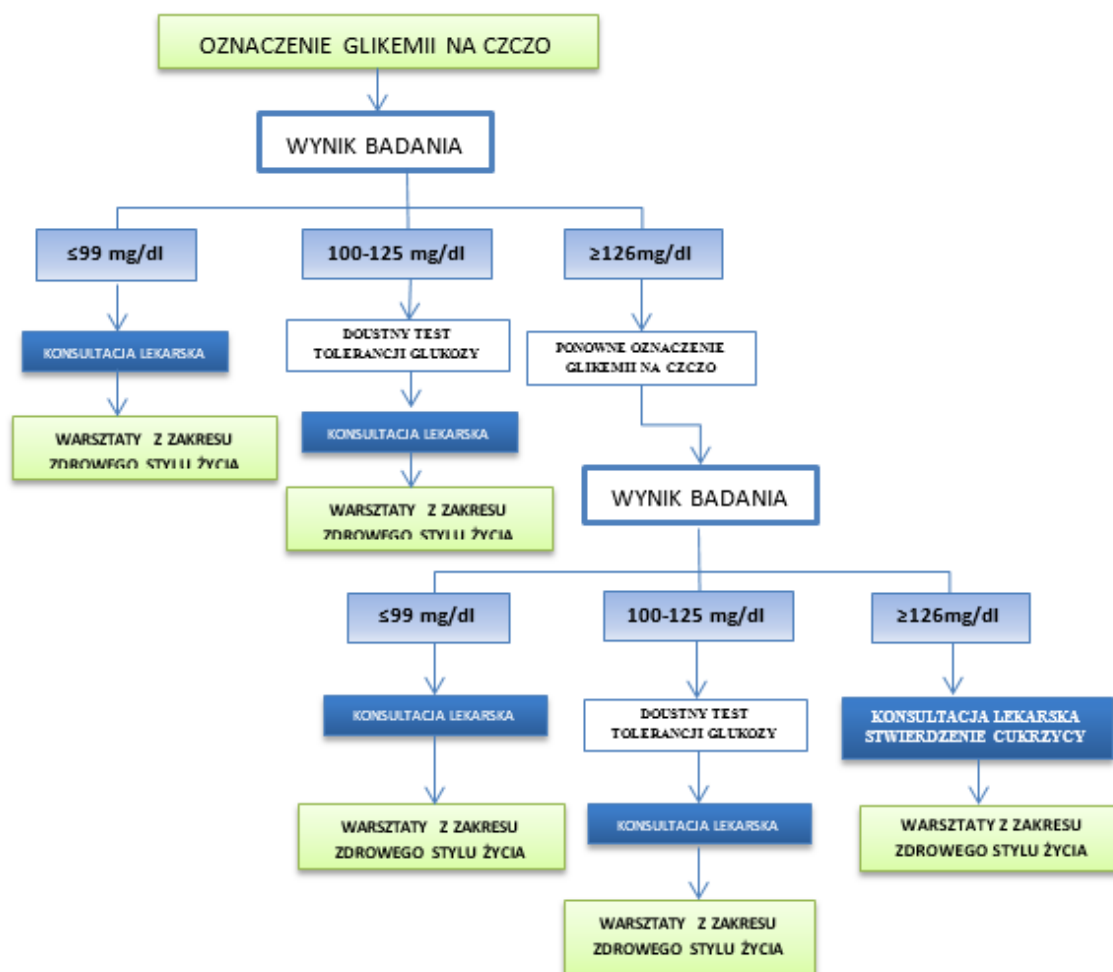 OZNACZENIE GLIKEMII NA CZCZO
WYNIK BADANIA
≤99 mg/dl
100-125 mg/dl
≥126mg/dl
KONSULTACJA LEKARSKA
DOUSTNY TEST
TOLERANCJI GLUKOZY
PONOWNE OZNACZENIE
GLIKEMII NA CZCZO
WARSZTATY Z ZAKRESU
ZDROWEGO STYLU ŻYCIA
KONSULTACJA LEKARSKA
WARSZTATY Z ZAKRESU
ZDROWEGO STYLU ŻYCIA
WYNIK BADANIA
≤99 mg/dl
100-125 mg/dl
≥126mg/dl
KONSULTACJA LEKARSKA
DOUSTNY TEST
TOLERANCJI GLUKOZY
KONSULTACJA LEKARSKA
STWIERDZENIE CUKRZYCY
WARSZTATY Z ZAKRESU
ZDROWEGO STYLU ŻYCIA
KONSULTACJA LEKARSKA
WARSZTATY Z ZAKRESU
ZDROWEGO STYLU ŻYCIA
WARSZTATY Z ZAKRESU
ZDROWEGO STYLU ŻYCIA